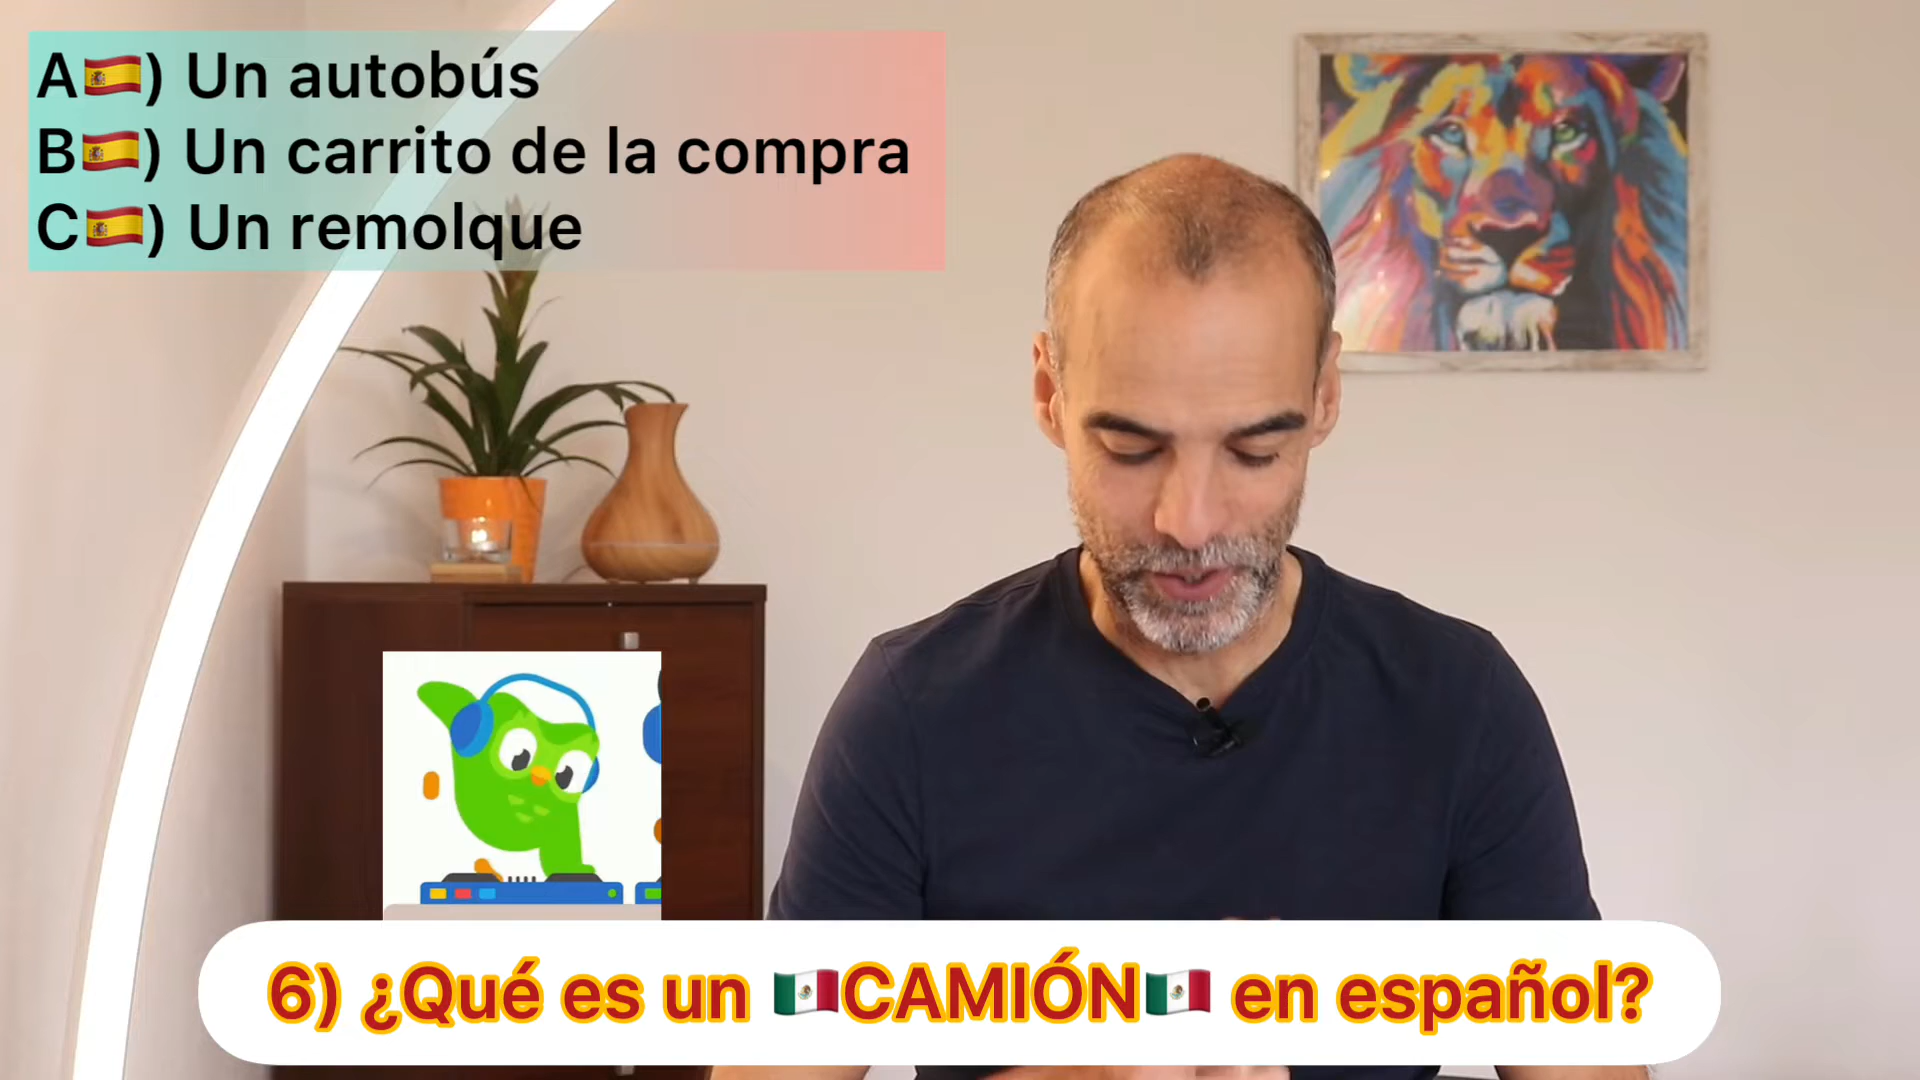 A🇪🇸) Un autobús
B🇪🇸) Un carrito de la compra
C🇪🇸) Un remolque
6) ¿Qué es un 🇲🇽CAMIÓN🇲🇽 en español?